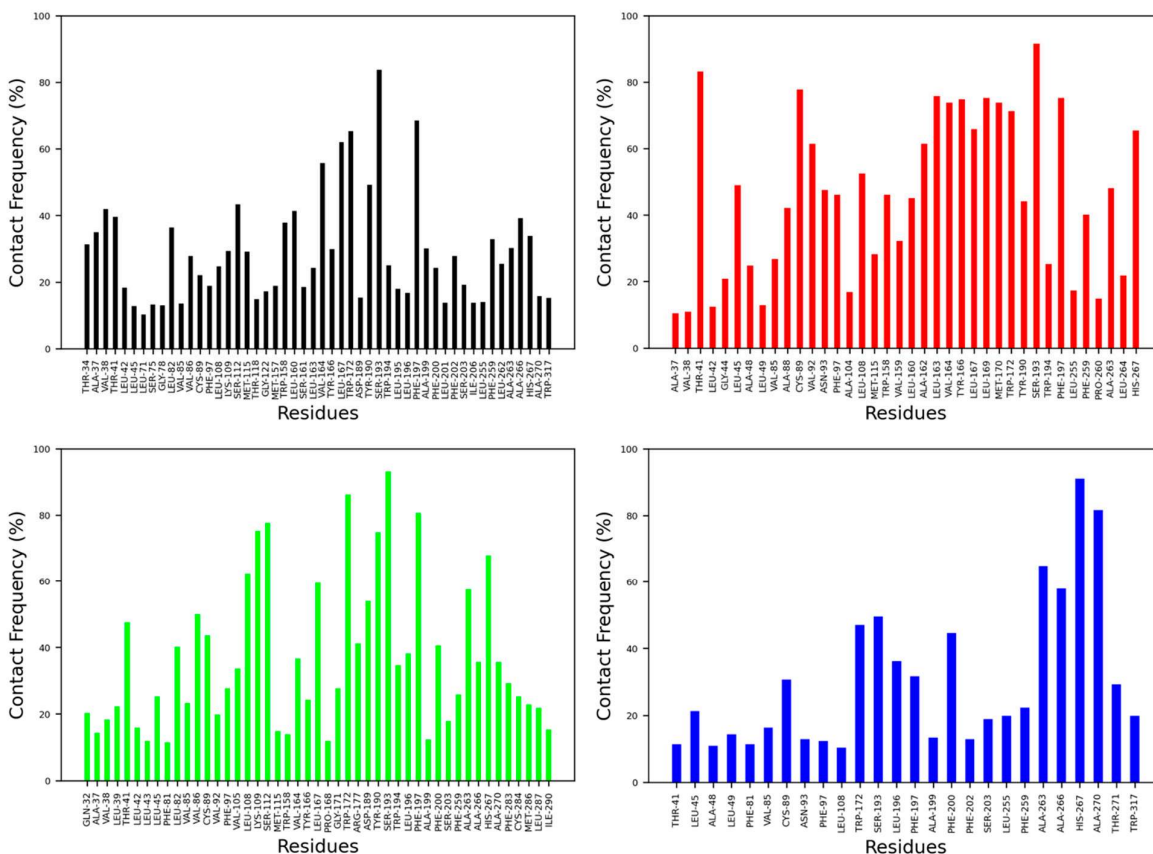 100
80
60
40
20
0
Contact Frequency (%)
THR-34
ALA-37
VAL-38
THR-41
LEU-42
LEU-45
LEU-71
SER-75
GLY-78
LEU-82
VAL-85
VAL-86
CYS-89
PHE-97
LEU-108
LYS-109
SER-112
MET-115
THR-118
GLY-122
MET-157
TRP-158
LEU-160
SER-161
LEU-163
VAL-164
TYR-166
LEU-167
TRP-172
ASP-189
TYR-190
SER-193
TRP-194
LEU-195
LEU-196
PHE-197
ALA-199
PHE-200
LEU-201
PHE-202
SER-203
ILE-206
LEU-255
PHE-259
LEU-262
ALA-263
ALA-266
HIS-267
ALA-270
TRP-317
Residues
100
80
60
40
20
0
Contact Frequency (%)
ALA-37
VAL-38
THR-41
LEU-42
GLY-44
LEU-45
ALA-48
LEU-49
VAL-85
ALA-88
CYS-89
VAL-92
ASN-93
PHE-97
ALA-104
LEU-108
MET-115
TRP-158
VAL-159
LEU-160
ALA-162
LEU-163
VAL-164
TYR-166
LEU-167
LEU-169
MET-170
TRP-172
TYR-190
SER-193
TRP-194
PHE-197
LEU-255
PHE-259
PRO-260
ALA-263
LEU-264
HIS-267
Residues
100
80
60
40
20
0
Contact Frequency (%)
GLN-32
ALA-37
VAL-38
LEU-39
THR-41
LEU-42
LEU-43
LEU-45
PHE-81
LEU-82
VAL-85
VAL-86
CYS-89
VAL-92
PHE-97
VAL-105
LEU-108
LYS-109
SER-112
MET-115
TRP-158
VAL-164
TYR-166
LEU-167
PRO-168
GLY-171
TRP-172
ARG-177
ASP-189
TYR-190
SER-193
TRP-194
LEU-196
PHE-197
ALA-199
PHE-200
SER-203
PHE-259
ALA-263
ALA-266
HIS-267
ALA-270
PHE-283
CYS-284
MET-286
LEU-287
ILE-290
Residues
100
80
60
40
20
0
Contact Frequency (%)
THR-41
LEU-45
ALA-48
LEU-49
PHE-81
VAL-85
CYS-89
ASN-93
PHE-97
LEU-108
TRP-172
SER-193
LEU-196
PHE-197
ALA-199
PHE-200
PHE-202
SER-203
LEU-255
PHE-259
ALA-263
ALA-266
HIS-267
ALA-270
THR-271
TRP-317
Residues